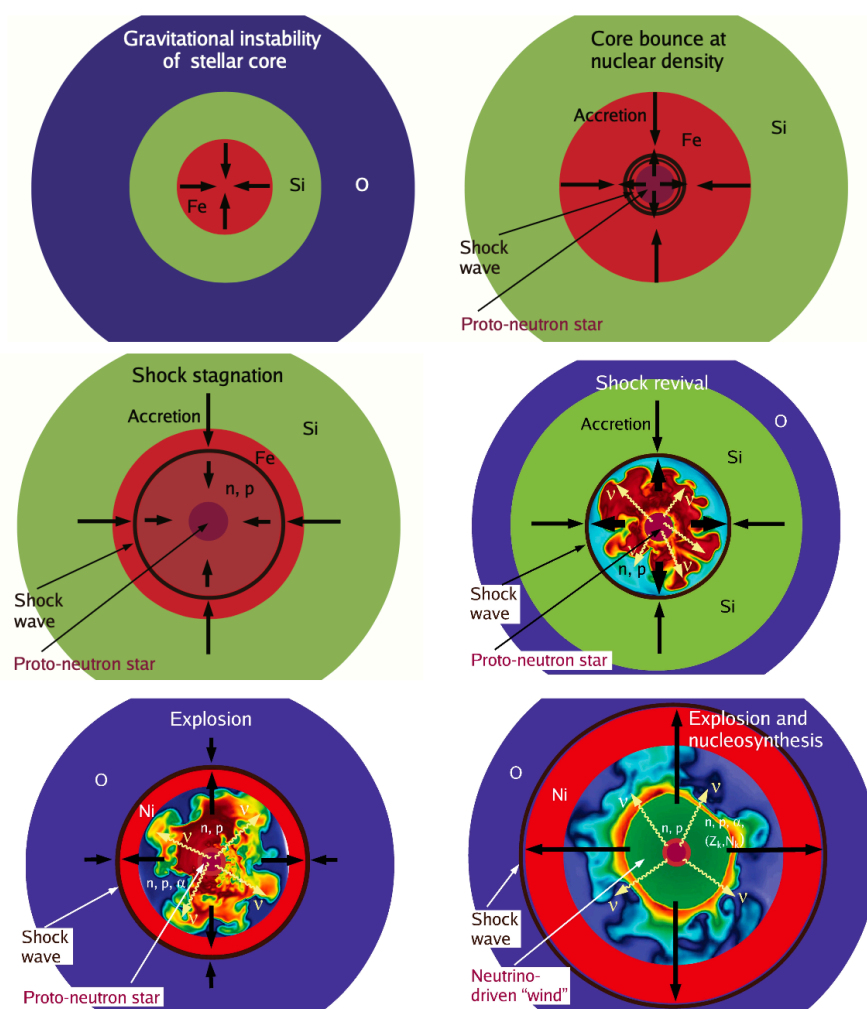 Gravitational instability
of stellar core
Si
O
Fe
Core bounce at
nuclear density
Accretion
Fe
Si
Shock
wave
Proto-neutron star
Shock stagnation
Accretion
Si
Fe
n, p
Shock
wave
Proto-neutron star
Shock revival
O
Accretion
Si
ν
ν
ν
ν
n, p
Shock
wave
Si
Proto-neutron star
Explosion
O
Ni
n, p
ν
ν
n, p, α
ν
ν
Shock
wave
Proto-neutron star
Explosion and
nucleosynthesis
O
Ni
ν
ν
n, p
n, p, α,
(Zₖ,Nₖ)
ν
ν
Shock
wave
Neutrino-
driven "wind"